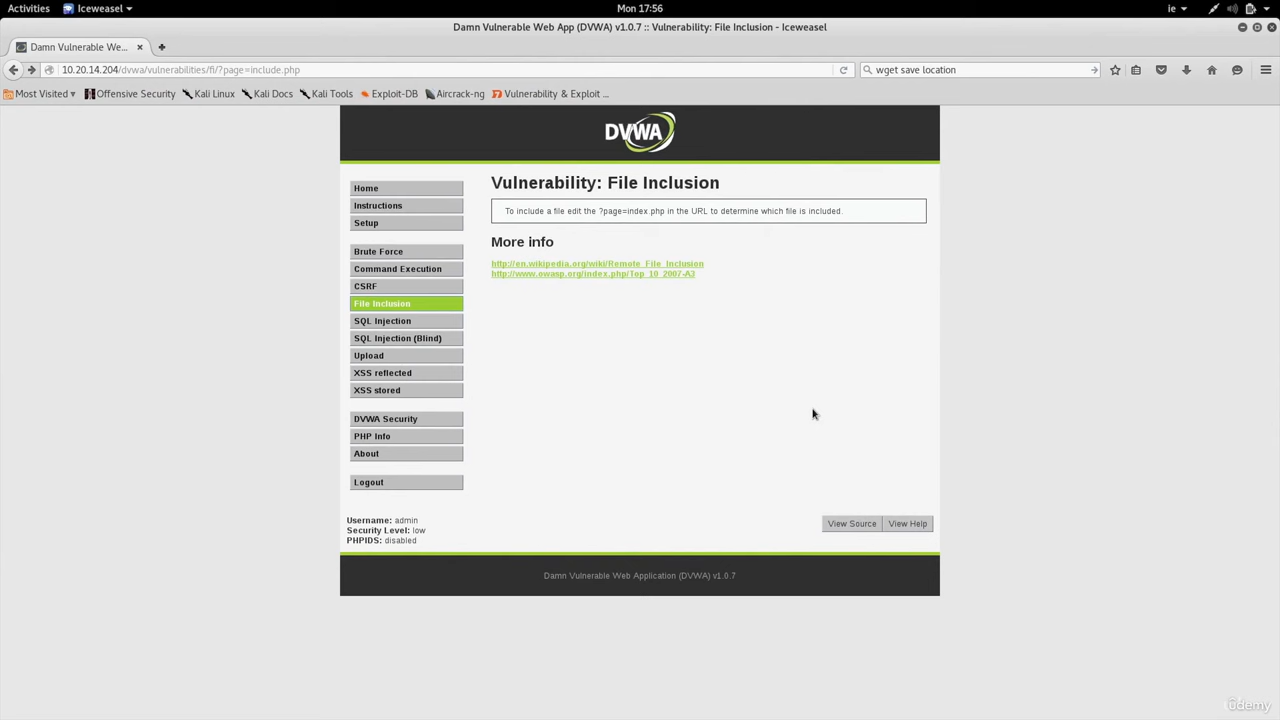 Activities Iceweasel Mon 17:56 ie
Damn Vulnerable Web App (DVWA) v1.0.7 :: Vulnerability: File Inclusion - Iceweasel
Damn Vulnerable We...
10.20.14.204/dvwa/vulnerabilities/fi/?page=include.php wget save location
Most Visited Offensive Security Kali Linux Kali Docs Kali Tools Exploit-DB Aircrack-ng Vulnerability & Exploit ...
DVWA
Home
Instructions
Setup
Brute Force
Command Execution
CSRF
File Inclusion
SQL Injection
SQL Injection (Blind)
Upload
XSS reflected
XSS stored
DVWA Security
PHP Info
About
Logout
Vulnerability: File Inclusion
To include a file edit the ?page=index.php in the URL to determine which file is included.
More info
http://en.wikipedia.org/wiki/Remote_File_Inclusion
http://www.owasp.org/index.php/Top_10_2007-A3
Username: admin
Security Level: low
PHPIDS: disabled
View Source View Help
Damn Vulnerable Web Application (DVWA) v1.0.7
ûdemy